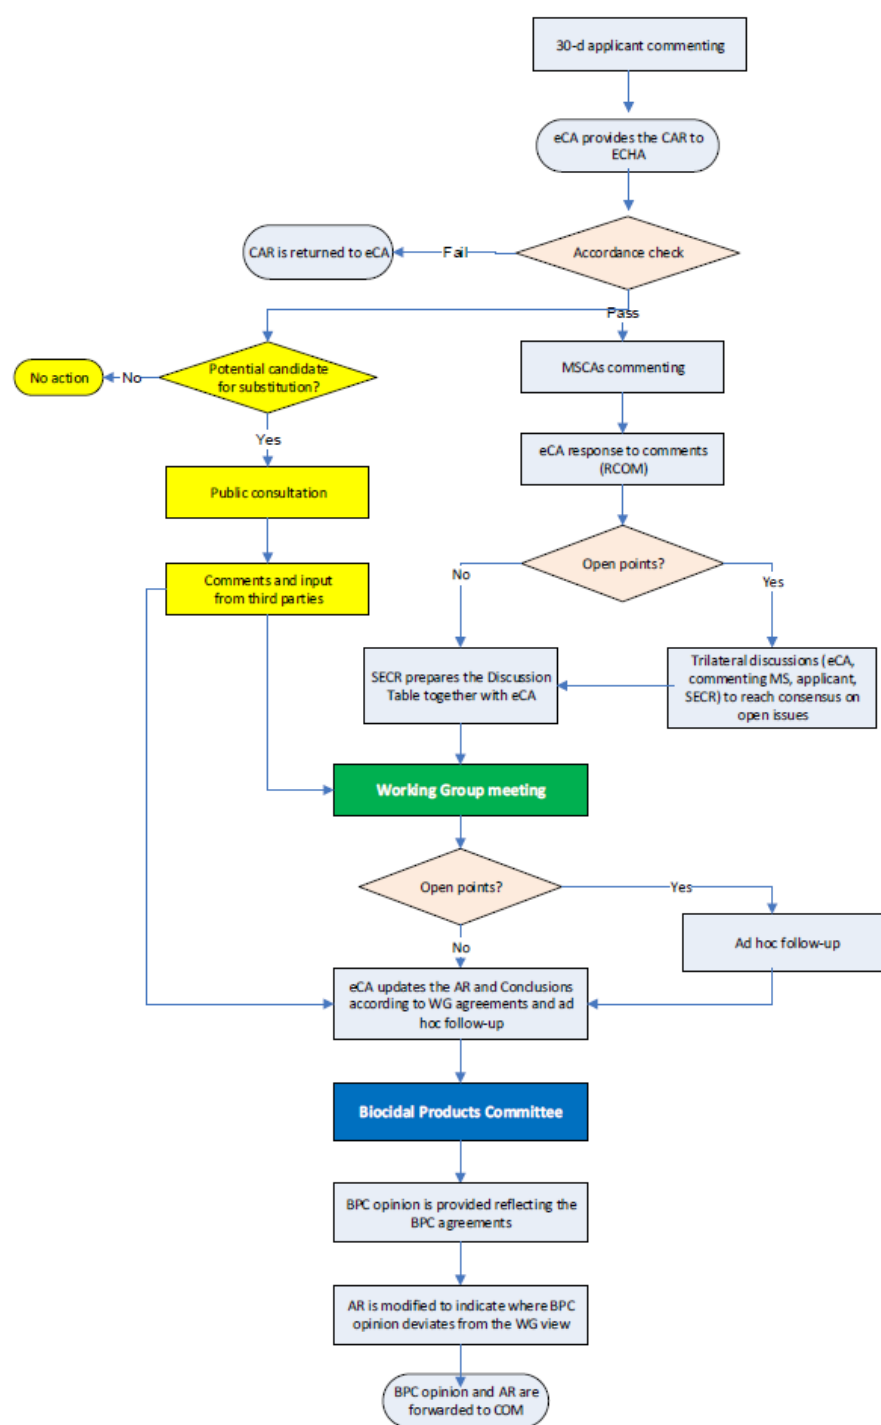 30-d applicant commenting
eCA provides the CAR to
ECHA
Accordance check
Fail
CAR is returned to eCA
Pass
Potential candidate
for substitution?
No
No action
Yes
Public consultation
Comments and input
from third parties
MSCAs commenting
eCA response to comments
(RCOM)
Open points?
No
Yes
Trilateral discussions (eCA,
commenting MS, applicant,
SECR) to reach consensus on
open issues
SECR prepares the Discussion
Table together with eCA
Working Group meeting
Open points?
Yes
Ad hoc follow-up
No
eCA updates the AR and Conclusions
according to WG agreements and ad
hoc follow-up
Biocidal Products Committee
BPC opinion is provided reflecting the
BPC agreements
AR is modified to indicate where BPC
opinion deviates from the WG view
BPC opinion and AR are
forwarded to COM